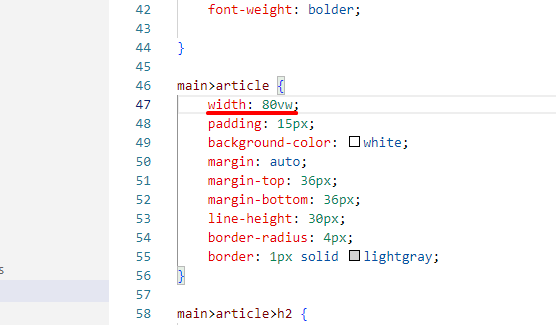 42 font-weight: bolder;
43
44 }
45
46 main>article {
47 width: 80vw;
48 padding: 15px;
49 background-color: white;
50 margin: auto;
51 margin-top: 36px;
52 margin-bottom: 36px;
53 line-height: 30px;
54 border-radius: 4px;
55 border: 1px solid lightgray;
56 }
57
58 main>article>h2 {
s